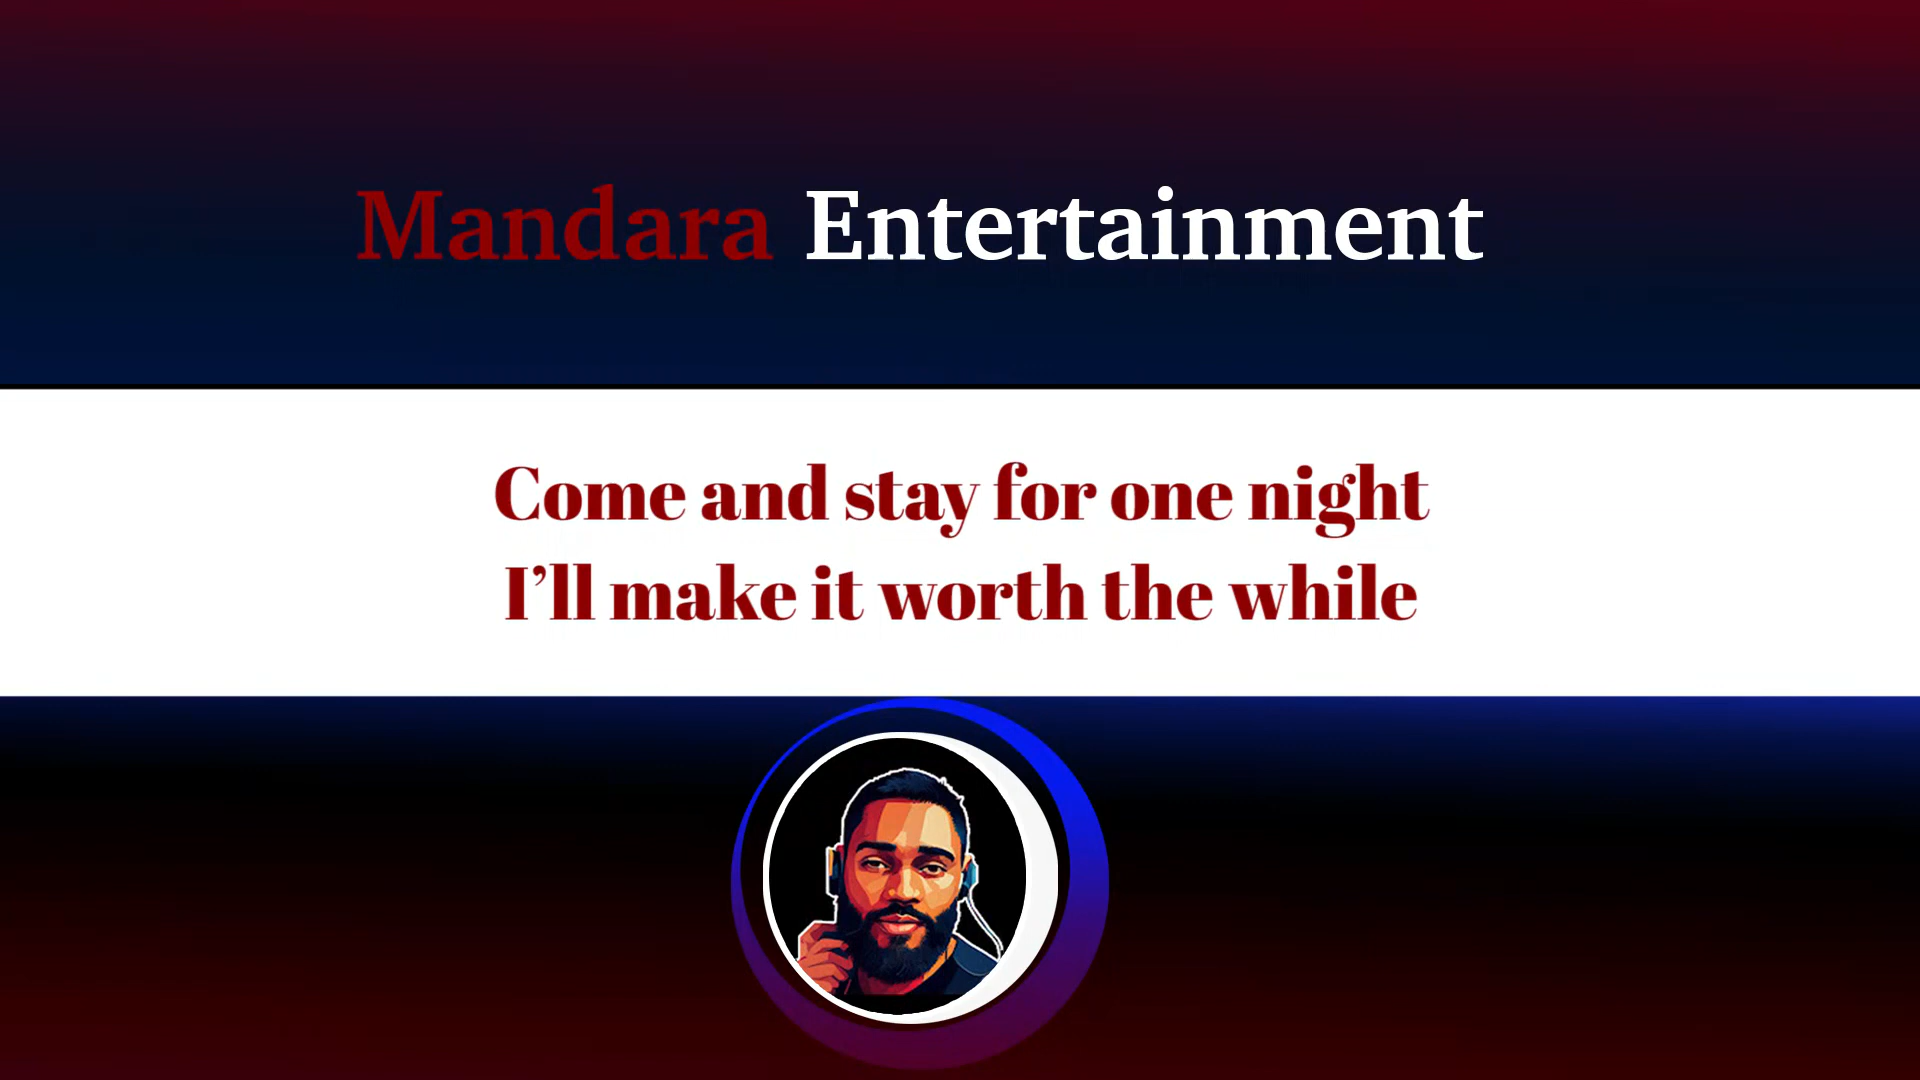 Mandara Entertainment
Come and stay for one night
I’ll make it worth the while